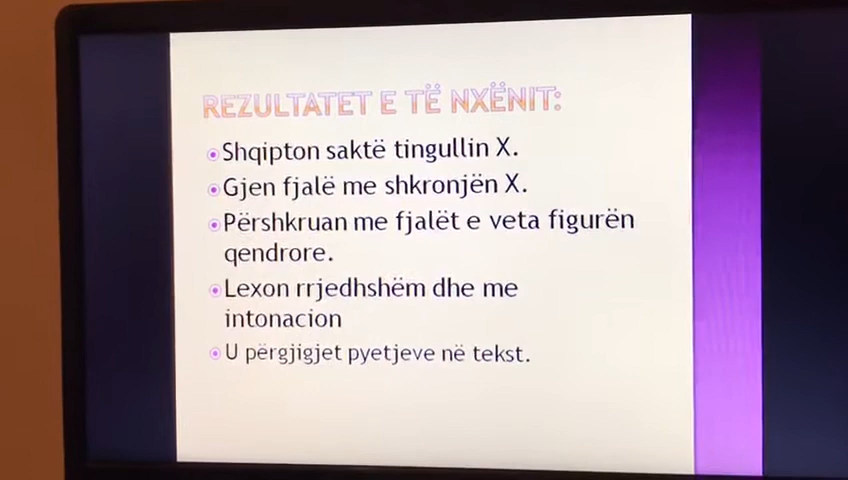 REZULTATET E TË NXËNIT:
Shqipton saktë tingullin X.
Gjen fjalë me shkronjën X.
Përshkruan me fjalët e veta figurën
qendrore.
Lexon rrjedhshëm dhe me
intonacion
U përgjigjet pyetjeve në tekst.